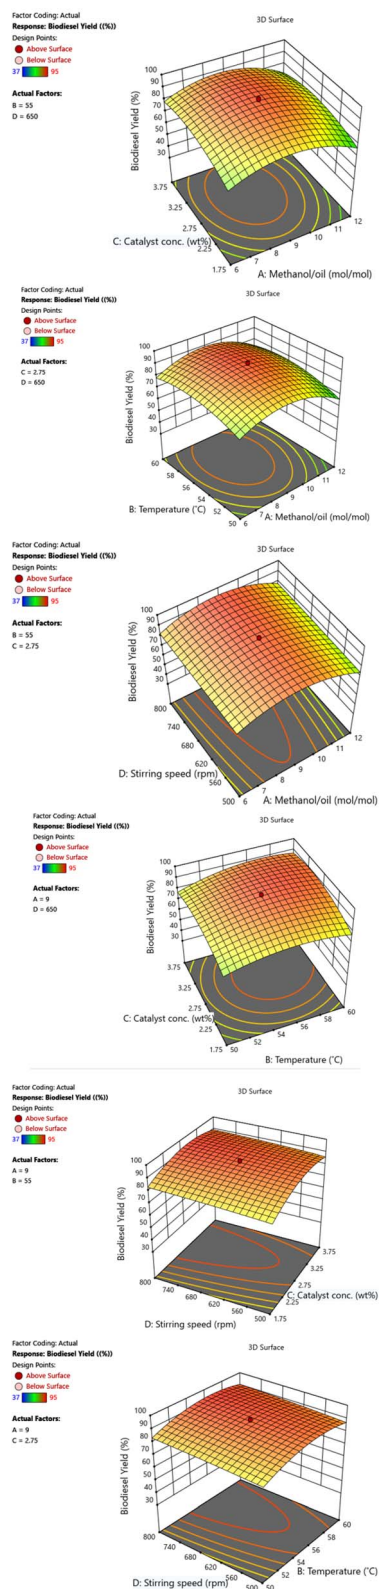 Factor Coding: Actual
3D Surface
Response: Biodiesel Yield ((%))
Design Points:
Above Surface
Below Surface
37 95
Actual Factors:
B = 55
D = 650
Biodiesel Yield (%)
100
90
80
70
60
50
40
30
3.75
3.25
2.75
2.25
1.75
C: Catalyst conc. (wt%)
6
7
8
9
10
11
12
A: Methanol/oil (mol/mol)
Factor Coding: Actual
3D Surface
Response: Biodiesel Yield ((%))
Design Points:
Above Surface
Below Surface
37 95
Actual Factors:
C = 2.75
D = 650
Biodiesel Yield (%)
100
90
80
70
60
50
40
30
60
58
56
54
52
50
B: Temperature (˚C)
6
7
8
9
10
11
12
A: Methanol/oil (mol/mol)
Factor Coding: Actual
3D Surface
Response: Biodiesel Yield ((%))
Design Points:
Above Surface
Below Surface
37 95
Actual Factors:
B = 55
C = 2.75
Biodiesel Yield (%)
100
90
80
70
60
50
40
30
800
740
680
620
560
500
D: Stirring speed (rpm)
6
7
8
9
10
11
12
A: Methanol/oil (mol/mol)
Factor Coding: Actual
3D Surface
Response: Biodiesel Yield ((%))
Design Points:
Above Surface
Below Surface
37 95
Actual Factors:
A = 9
D = 650
Biodiesel Yield (%)
100
90
80
70
60
50
40
30
3.75
3.25
2.75
2.25
1.75
C: Catalyst conc. (wt%)
50
52
54
56
58
60
B: Temperature (˚C)
Factor Coding: Actual
3D Surface
Response: Biodiesel Yield ((%))
Design Points:
Above Surface
Below Surface
37 95
Actual Factors:
A = 9
B = 55
Biodiesel Yield (%)
100
90
80
70
60
50
40
30
3.75
3.25
2.75
2.25
1.75
C: Catalyst conc. (wt%)
800
740
680
620
560
500
D: Stirring speed (rpm)
Factor Coding: Actual
3D Surface
Response: Biodiesel Yield ((%))
Design Points:
Above Surface
Below Surface
37 95
Actual Factors:
A = 9
C = 2.75
Biodiesel Yield (%)
100
90
80
70
60
50
40
30
60
58
56
54
52
50
B: Temperature (˚C)
800
740
680
620
560
500
D: Stirring speed (rpm)